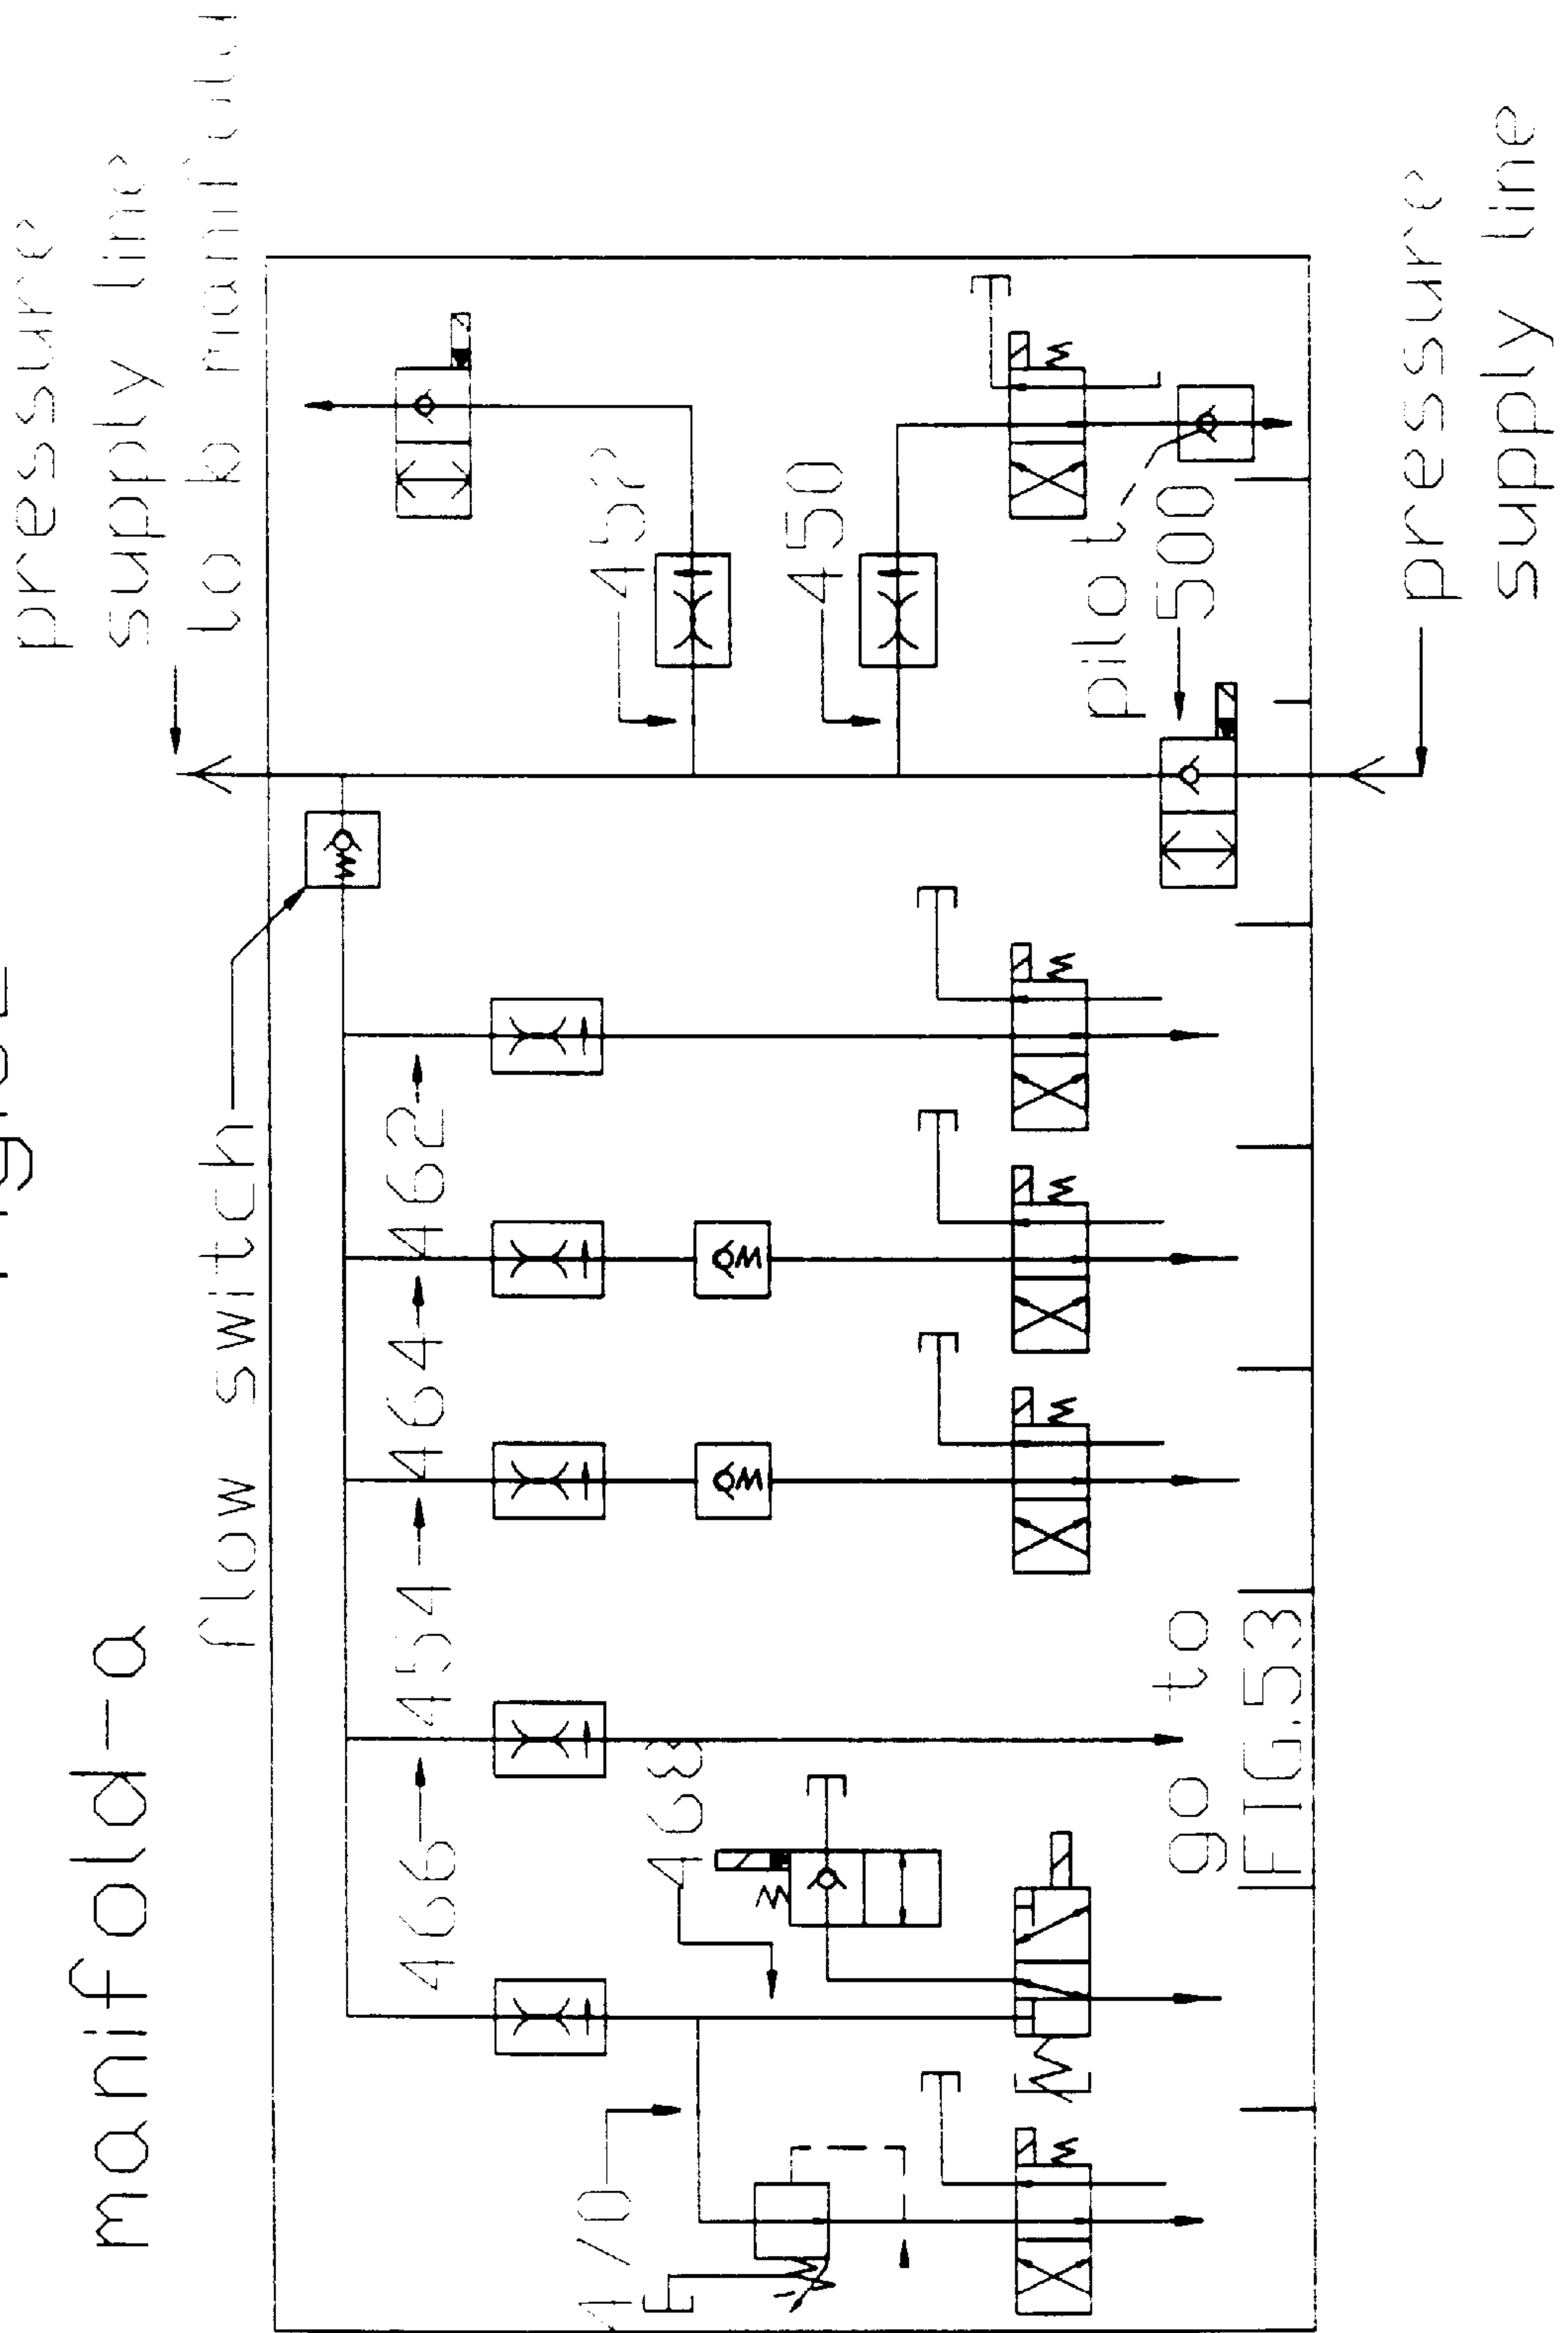 manifold-a
flow switch
pressure
supply line
to b manifold
466
454
464
462
468
452
450
pilot
500
go to
FIG.53
pressure
supply line